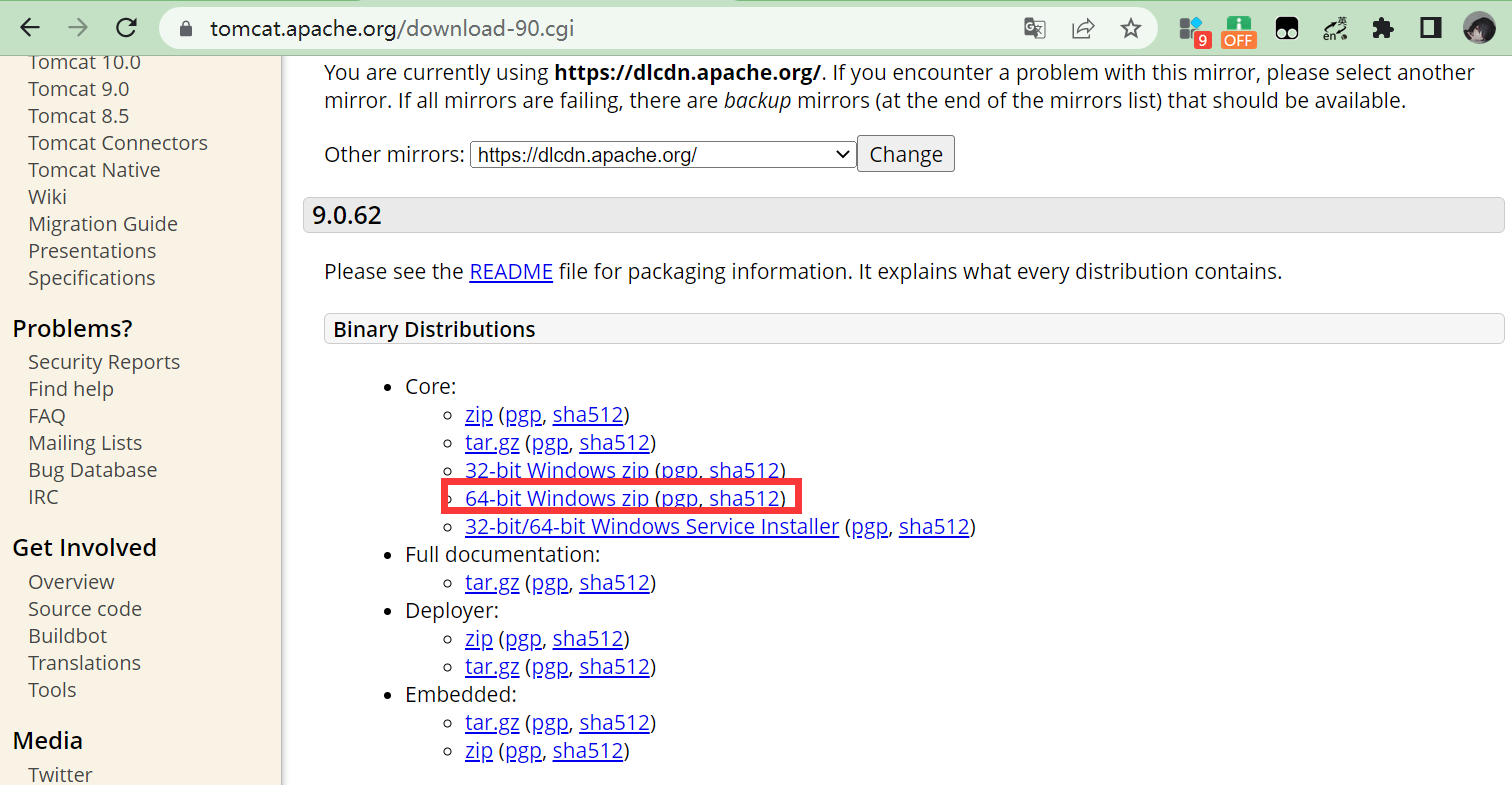 tomcat.apache.org/download-90.cgi
英
en
9
OFF
Tomcat 10.0
Tomcat 9.0
Tomcat 8.5
Tomcat Connectors
Tomcat Native
Wiki
Migration Guide
Presentations
Specifications
Problems?
Security Reports
Find help
FAQ
Mailing Lists
Bug Database
IRC
Get Involved
Overview
Source code
Buildbot
Translations
Tools
Media
Twitter
You are currently using https://dlcdn.apache.org/. If you encounter a problem with this mirror, please select another
mirror. If all mirrors are failing, there are backup mirrors (at the end of the mirrors list) that should be available.
Other mirrors: https://dlcdn.apache.org/ Change
9.0.62
Please see the README file for packaging information. It explains what every distribution contains.
Binary Distributions
Core:
zip (pgp, sha512)
tar.gz (pgp, sha512)
32-bit Windows zip (pgp, sha512)
64-bit Windows zip (pgp, sha512)
32-bit/64-bit Windows Service Installer (pgp, sha512)
Full documentation:
tar.gz (pgp, sha512)
Deployer:
zip (pgp, sha512)
tar.gz (pgp, sha512)
Embedded:
tar.gz (pgp, sha512)
zip (pgp, sha512)